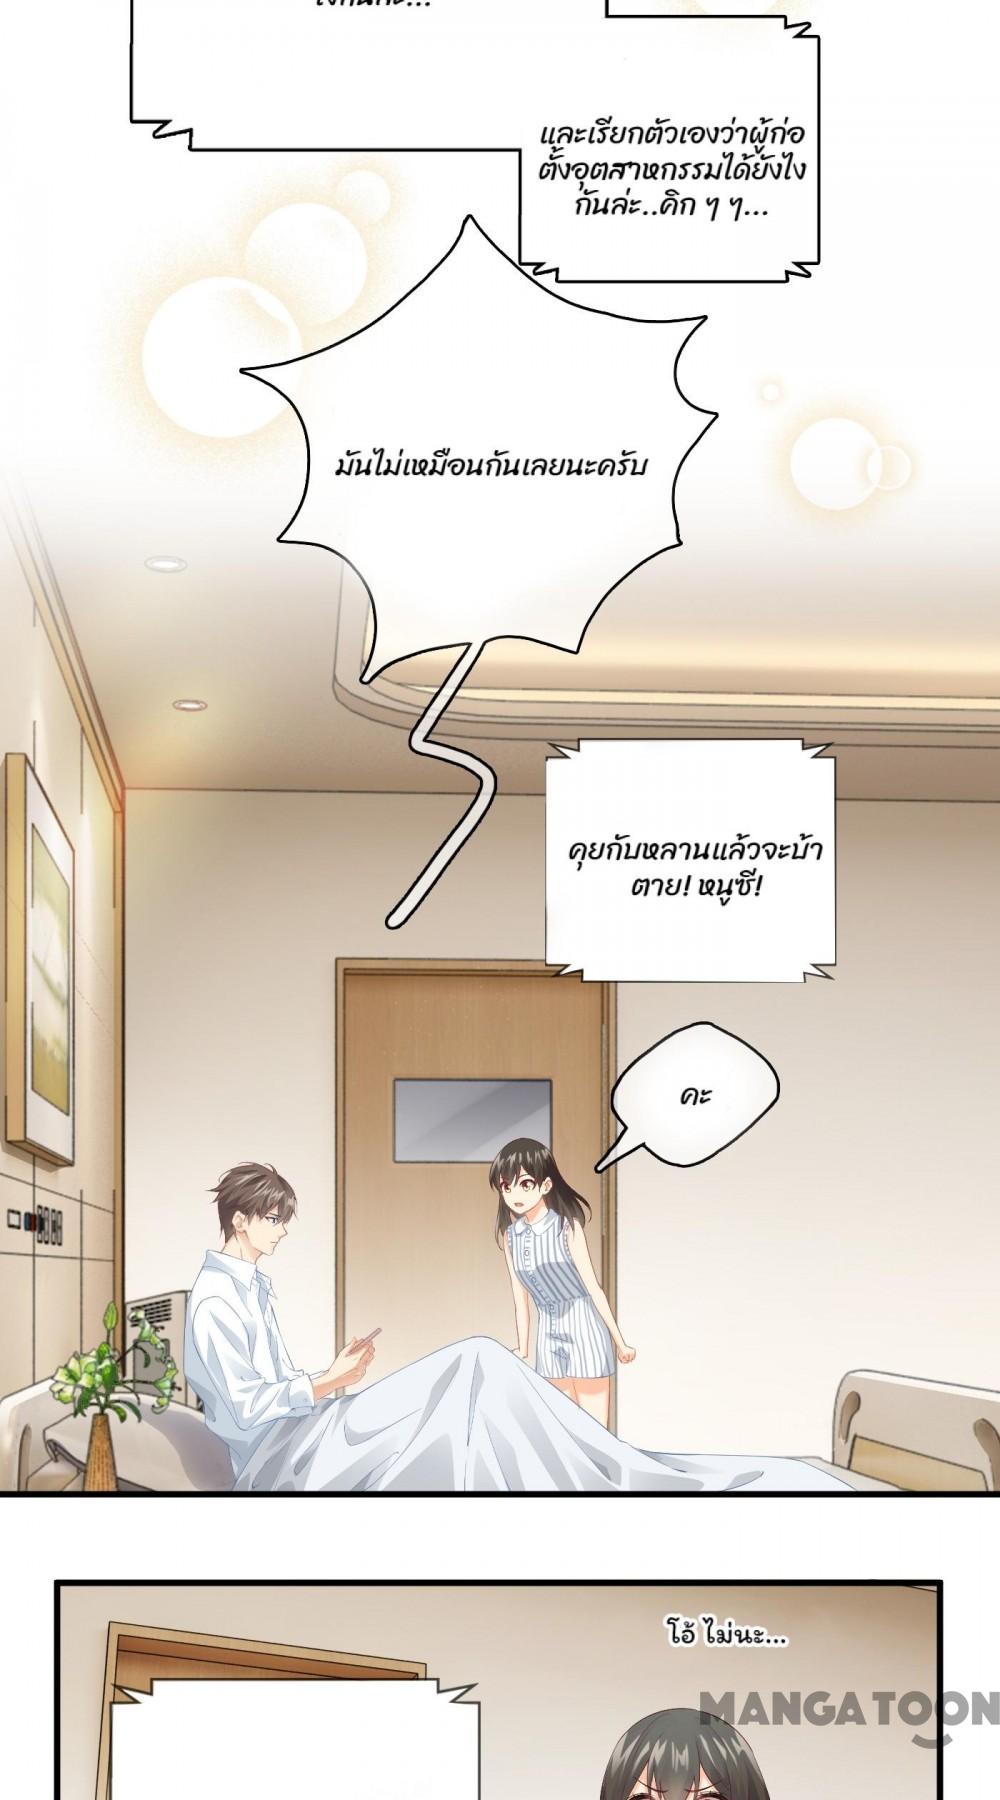 และเรียกตัวเองว่าผู้ก่อ
ตั้งอุตสาหกรรมได้ยังไง
กันล่ะ..คิก ๆ ๆ...
มันไม่เหมือนกันเลยนะครับ
คุยกับหลานแล้วจะบ้า
ตาย! หนูซี!
คะ
โอ้ ไม่นะ...
MANGATOON